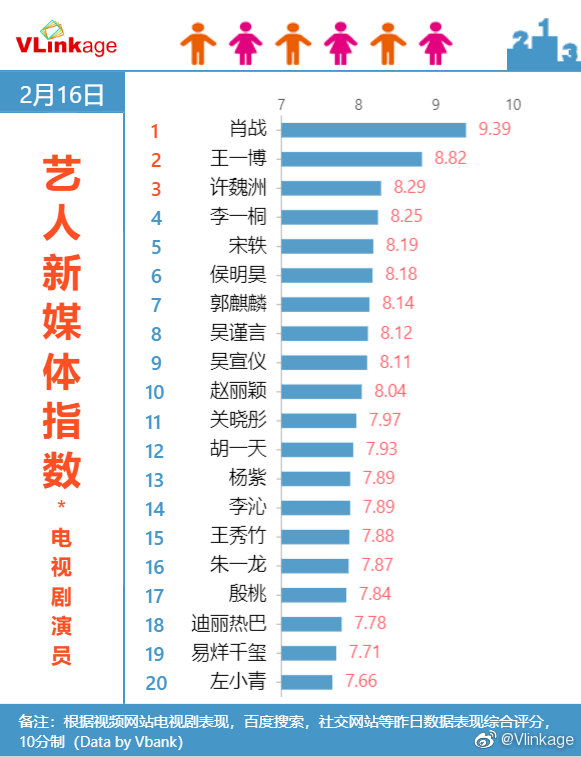 VLinkage
1
2
3
2月16日
艺人新媒体指数
*电视剧演员
7 8 9 10
1 肖战 9.39
2 王一博 8.82
3 许魏洲 8.29
4 李一桐 8.25
5 宋轶 8.19
6 侯明昊 8.18
7 郭麒麟 8.14
8 吴谨言 8.12
9 吴宣仪 8.11
10 赵丽颖 8.04
11 关晓彤 7.97
12 胡一天 7.93
13 杨紫 7.89
14 李沁 7.89
15 王秀竹 7.88
16 朱一龙 7.87
17 殷桃 7.84
18 迪丽热巴 7.78
19 易烊千玺 7.71
20 左小青 7.66
备注：根据视频网站电视剧表现，百度搜索，社交网站等昨日数据表现综合评分，
10分制（Data by Vbank）
@Vlinkage